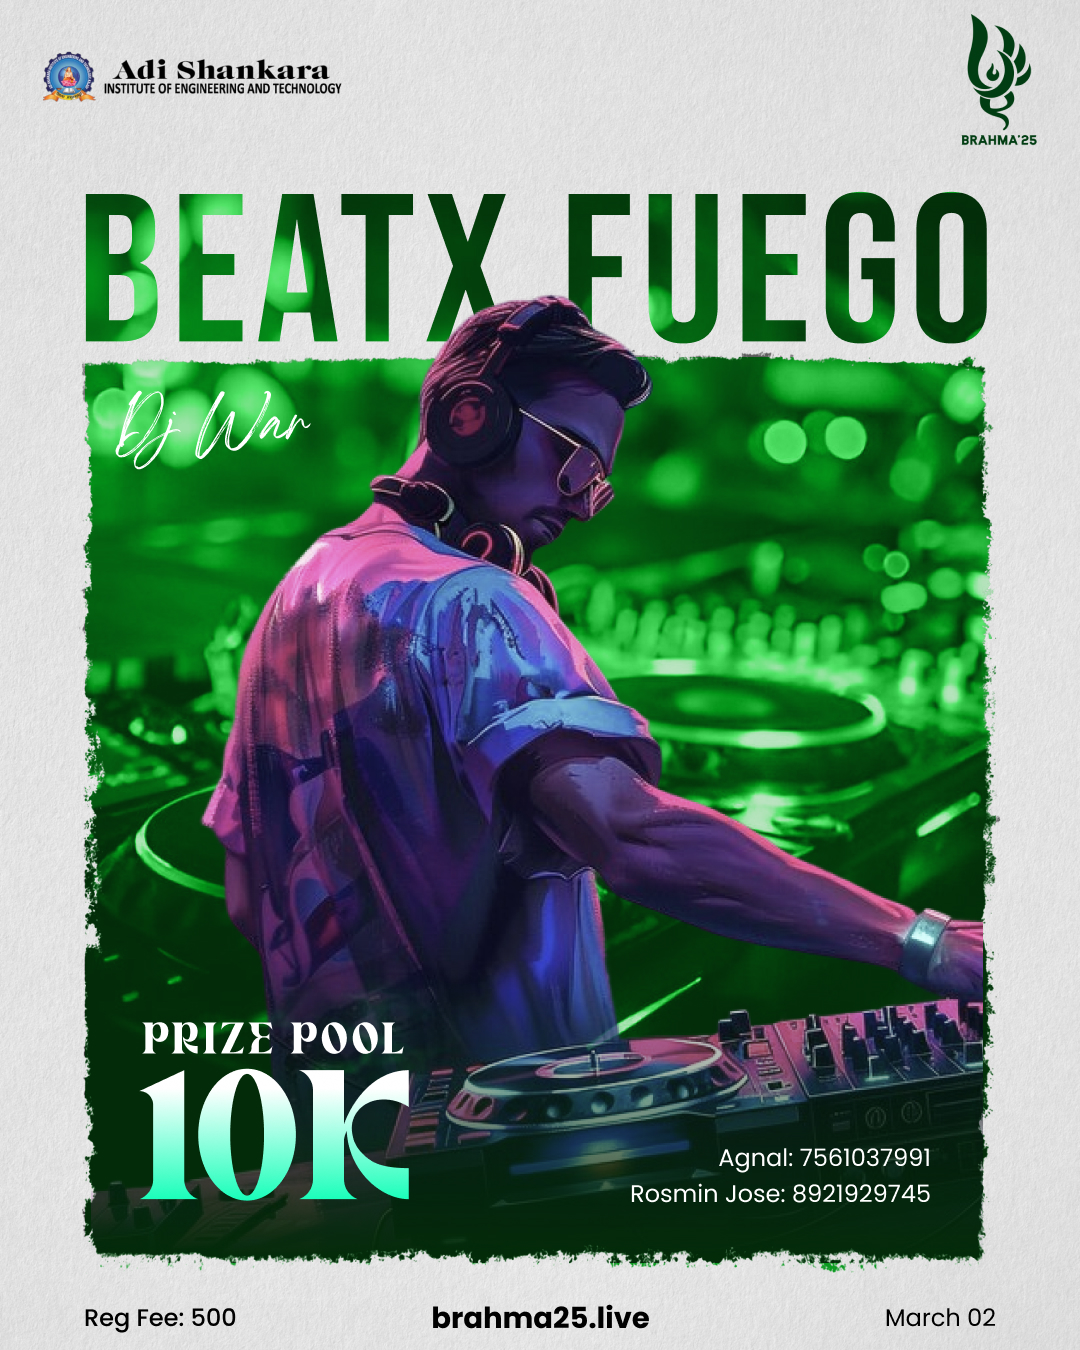 Adi Shankara
INSTITUTE OF ENGINEERING AND TECHNOLOGY
BRAHMA'25
BEATX FUEGO
Dj War
PRIZE POOL
10K
Agnal: 7561037991
Rosmin Jose: 8921929745
Reg Fee: 500
brahma25.live
March 02